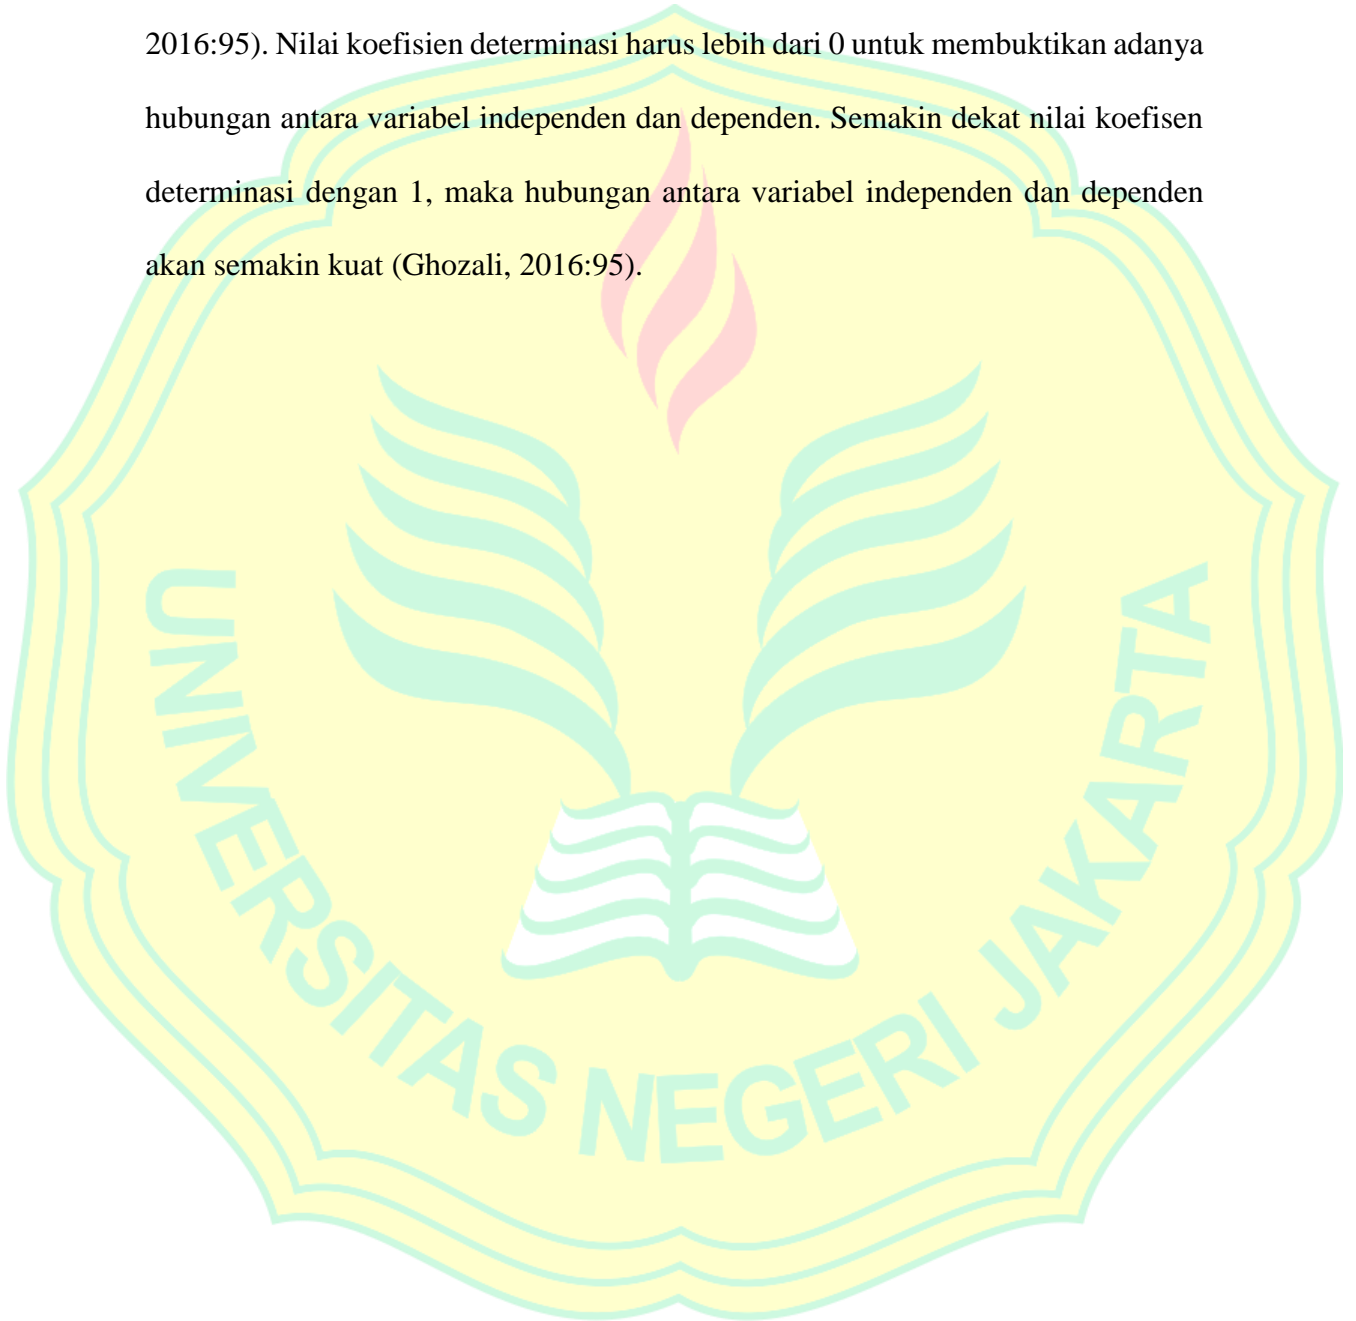 2016:95). Nilai koefisien determinasi harus lebih dari 0 untuk membuktikan adanya
hubungan antara variabel independen dan dependen. Semakin dekat nilai koefisen
determinasi dengan 1, maka hubungan antara variabel independen dan dependen
akan semakin kuat (Ghozali, 2016:95).
UNIVERSITAS NEGERI JAKARTA